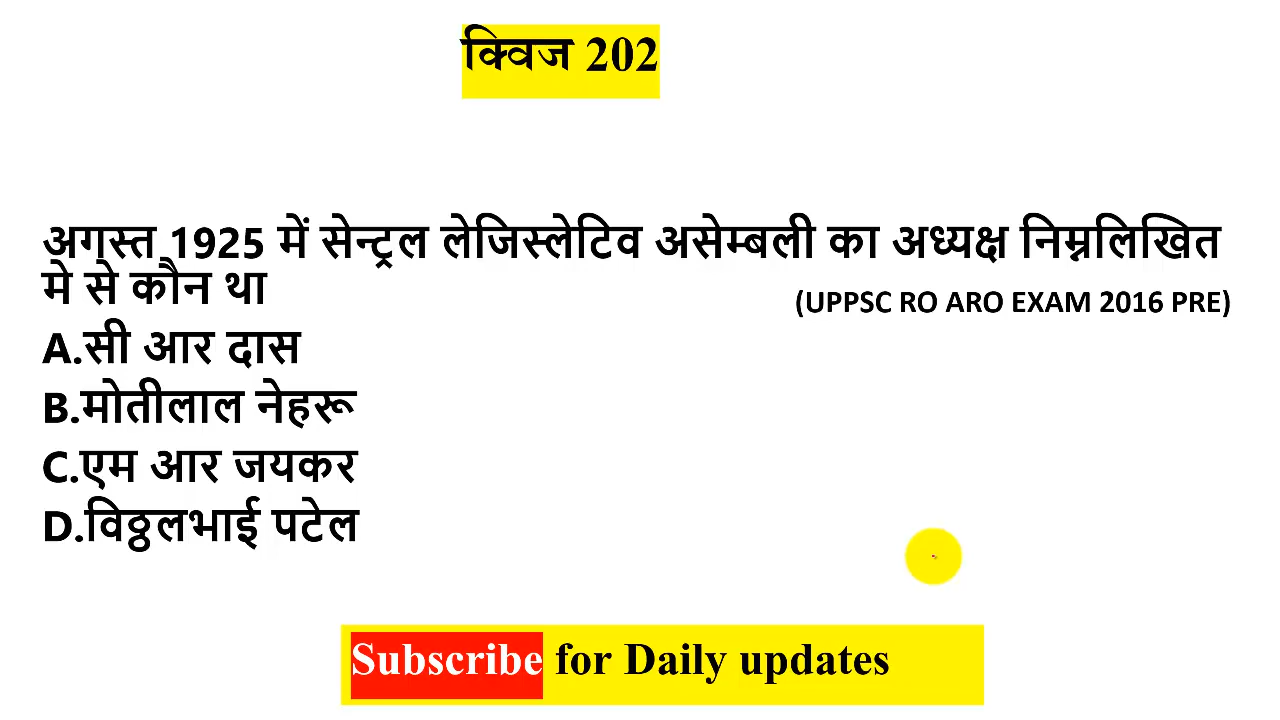 क्विज 202
अगस्त 1925 में सेन्ट्रल लेजिस्लेटिव असेम्बली का अध्यक्ष निम्नलिखित
मे से कौन था
(UPPSC RO ARO EXAM 2016 PRE)
A.सी आर दास
B.मोतीलाल नेहरू
C.एम आर जयकर
D.विठ्ठलभाई पटेल
Subscribe for Daily updates